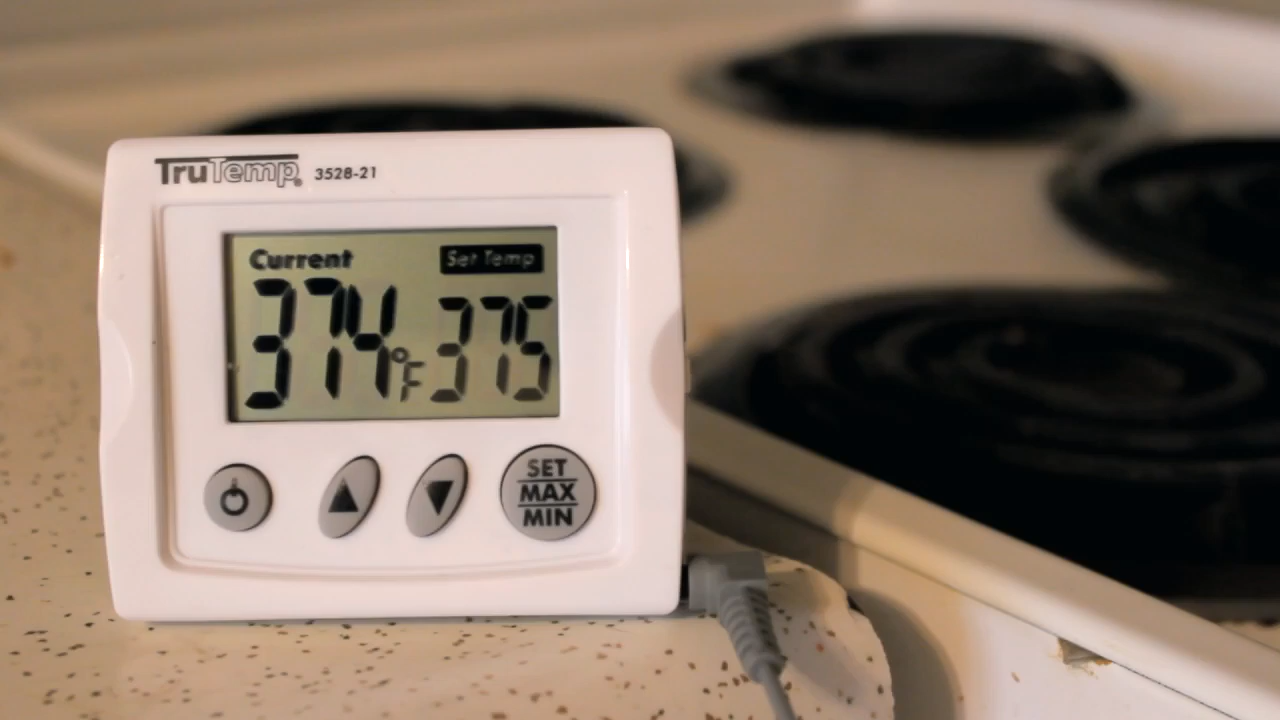 TruTemp® 3528-21
Current Set Temp
374°F 375
SET
MAX
MIN